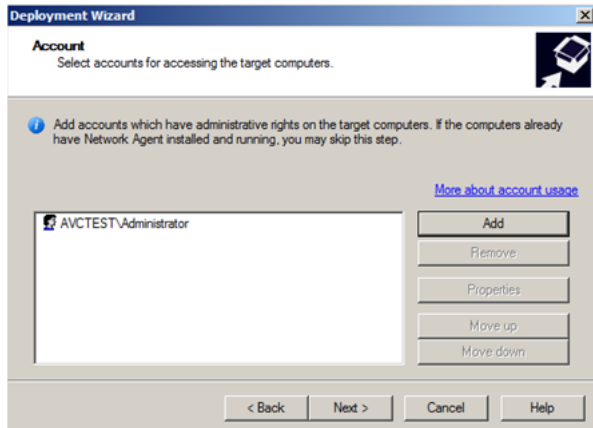 Deployment Wizard
Account
Select accounts for accessing the target computers.
Add accounts which have administrative rights on the target computers. If the computers already
have Network Agent installed and running, you may skip this step.
More about account usage
AVCTEST\Administrator
Add
Remove
Properties
Move up
Move down
< Back
Next >
Cancel
Help